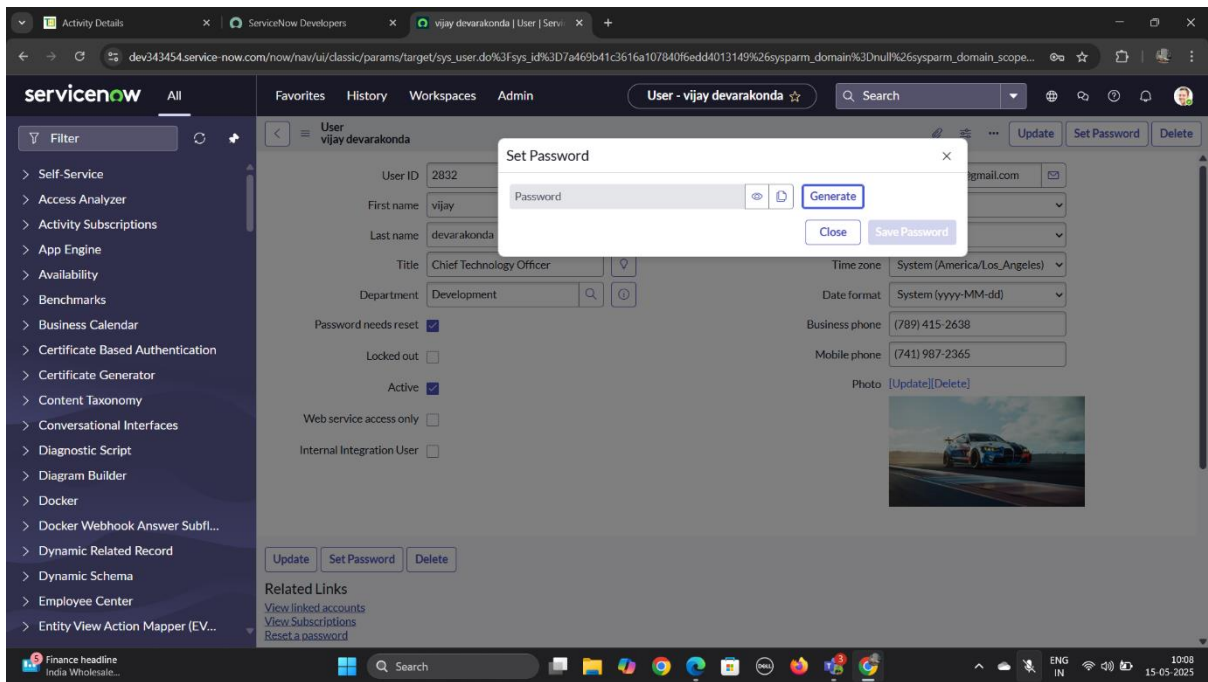 Activity Details
ServiceNow Developers
vijay devarakonda | User | Servi
dev343454.service-now.com/now/nav/ui/classic/params/target/sys_user.do%3Fsys_id%3D7a469b41c3616a107840f6edd4013149%26sysparm_domain%3Dnull%26sysparm_domain_scope...
servicenow All Favorites History Workspaces Admin User - vijay devarakonda Search
Filter
User
vijay devarakonda
Update Set Password Delete
Self-Service
Access Analyzer
Activity Subscriptions
App Engine
Availability
Benchmarks
Business Calendar
Certificate Based Authentication
Certificate Generator
Content Taxonomy
Conversational Interfaces
Diagnostic Script
Diagram Builder
Docker
Docker Webhook Answer Subfl...
Dynamic Related Record
Dynamic Schema
Employee Center
Entity View Action Mapper (EV...
Set Password
Password Generate
Close Save Password
User ID 2832
First name vijay
Last name devarakonda
Title Chief Technology Officer
Department Development
Password needs reset
Locked out
Active
Web service access only
Internal Integration User
@gmail.com
Time zone System (America/Los_Angeles)
Date format System (yyyy-MM-dd)
Business phone (789) 415-2638
Mobile phone (741) 987-2365
Photo [Update][Delete]
Update Set Password Delete
Related Links
View linked accounts
View Subscriptions
Reset a password
5
Finance headline
India Wholesale...
Search
DELL
3
ENG
IN
10:08
15-05-2025